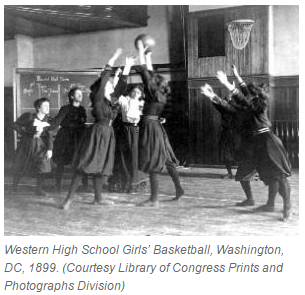 Western High School Girls' Basketball, Washington,
DC, 1899. (Courtesy Library of Congress Prints and
Photographs Division)